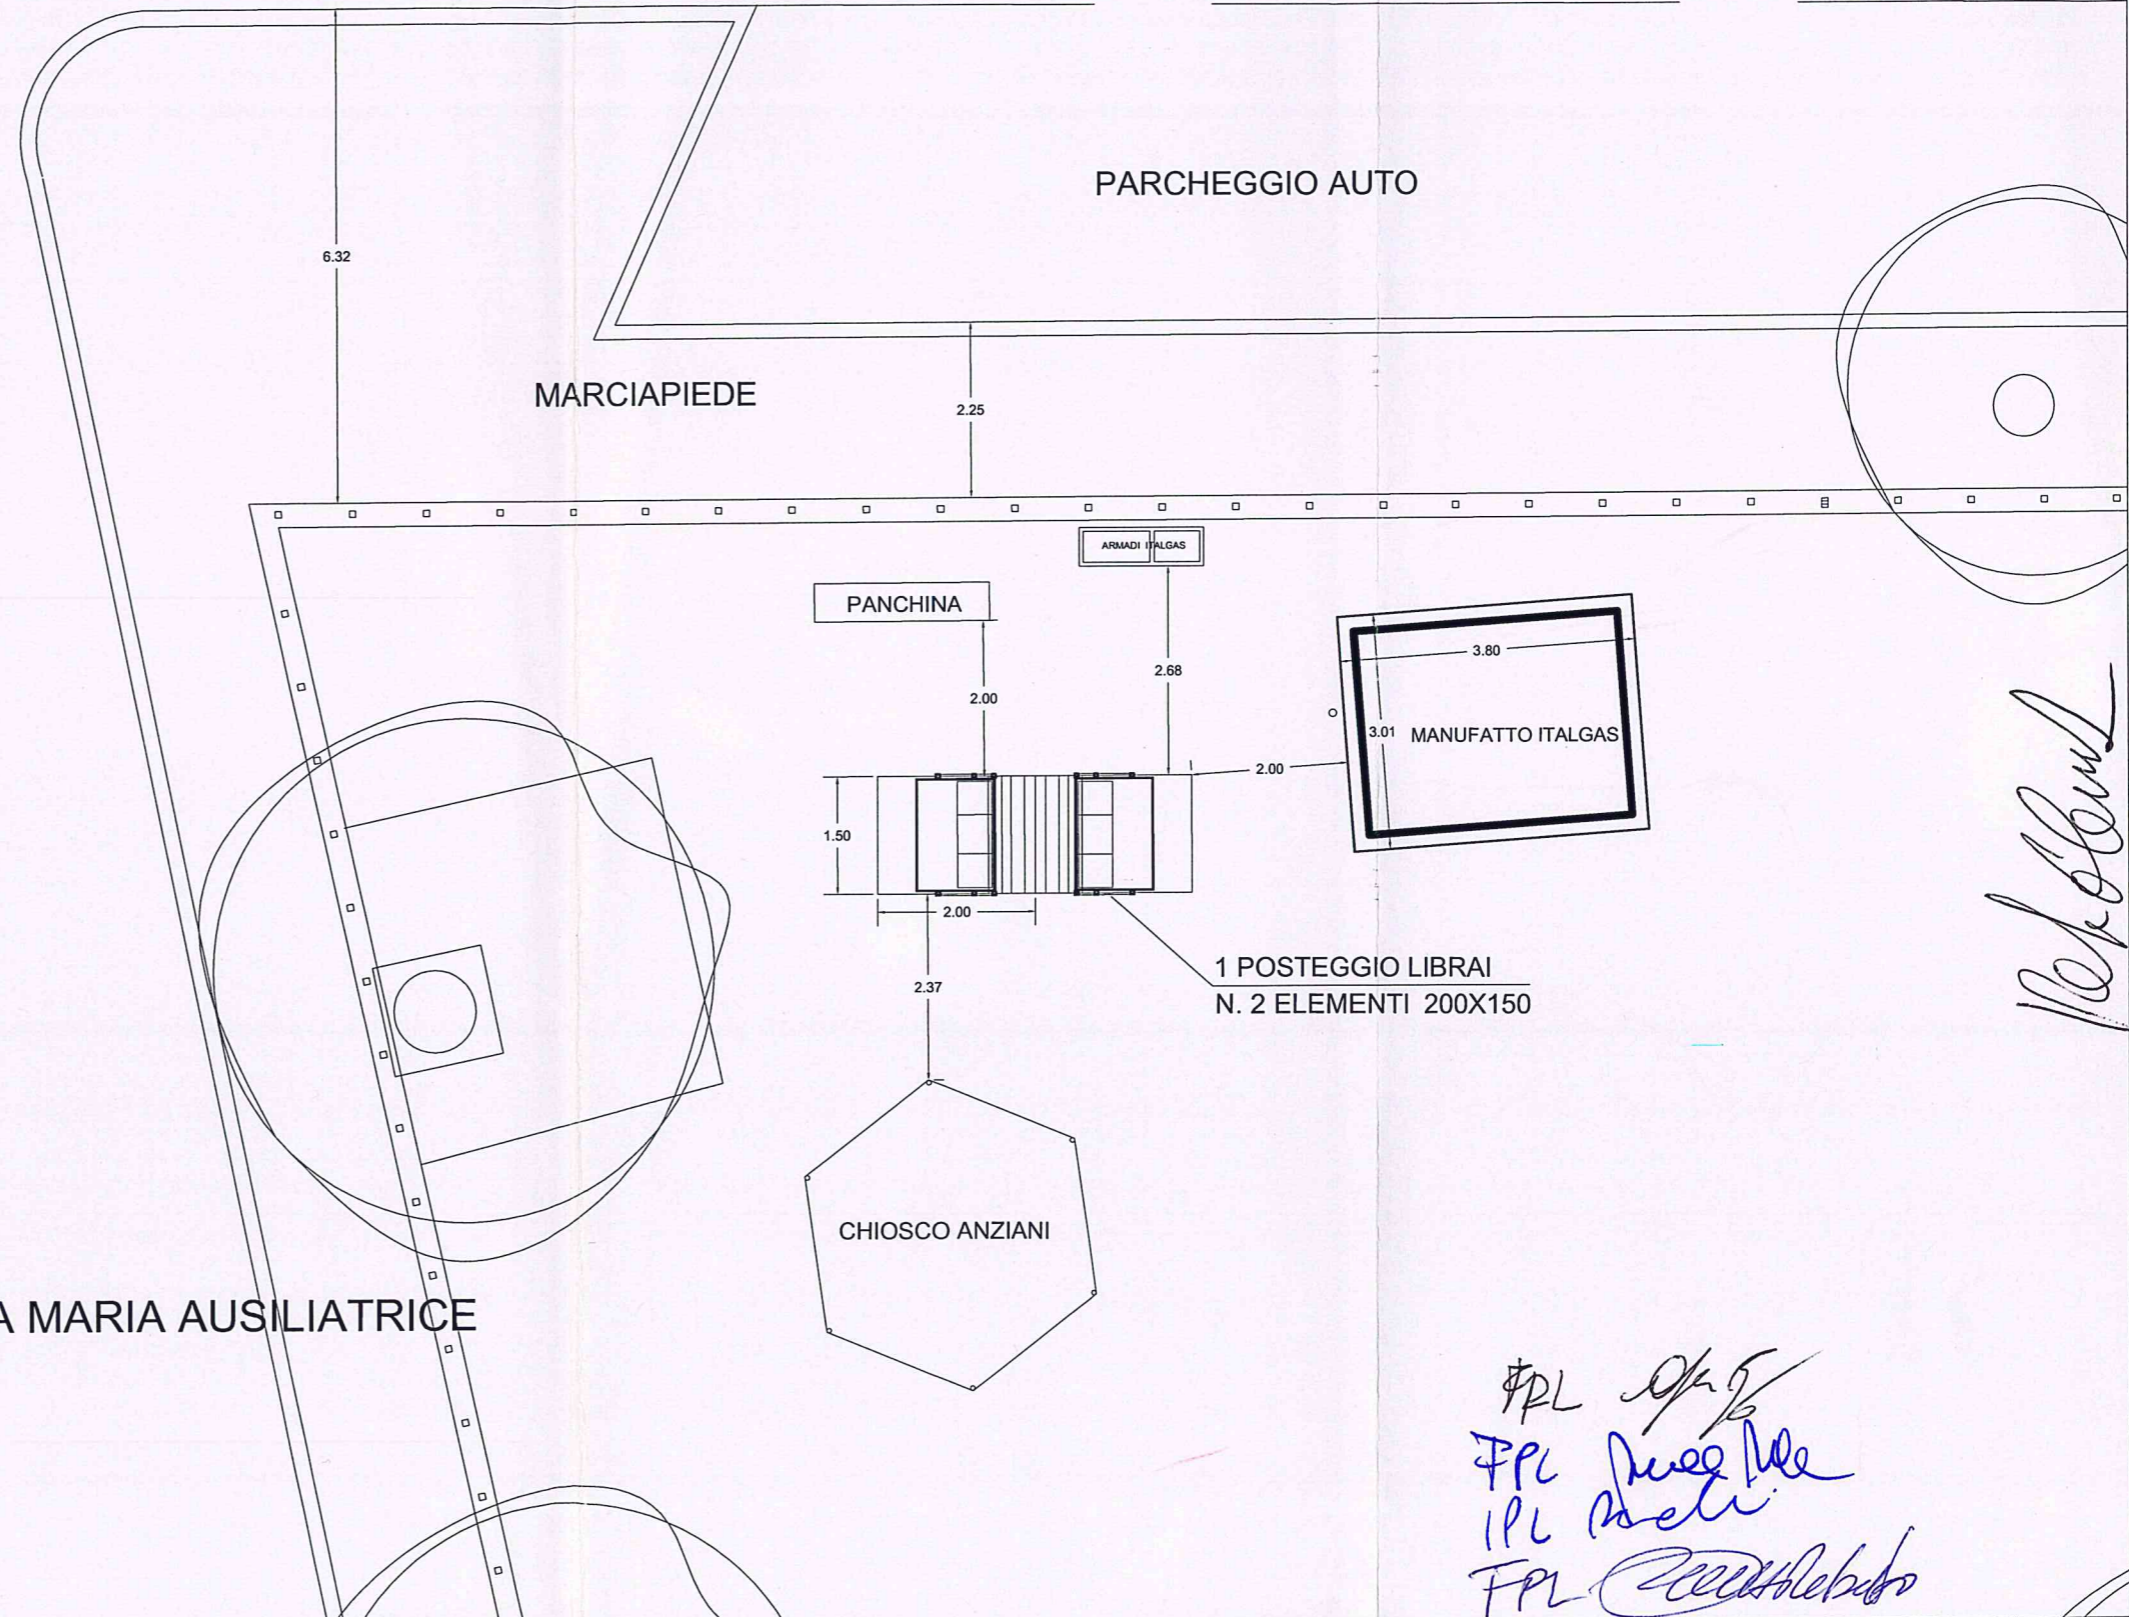 PARCHEGGIO AUTO
6.32
MARCIAPIEDE
2.25
ARMADI ITALGAS
PANCHINA
2.68
3.80
2.00
3.01 MANUFATTO ITALGAS
2.00
1.50
2.00
1 POSTEGGIO LIBRAI
N. 2 ELEMENTI 200X150
2.37
CHIOSCO ANZIANI
A MARIA AUSILIATRICE
FPL
FPL
IPL
FPL